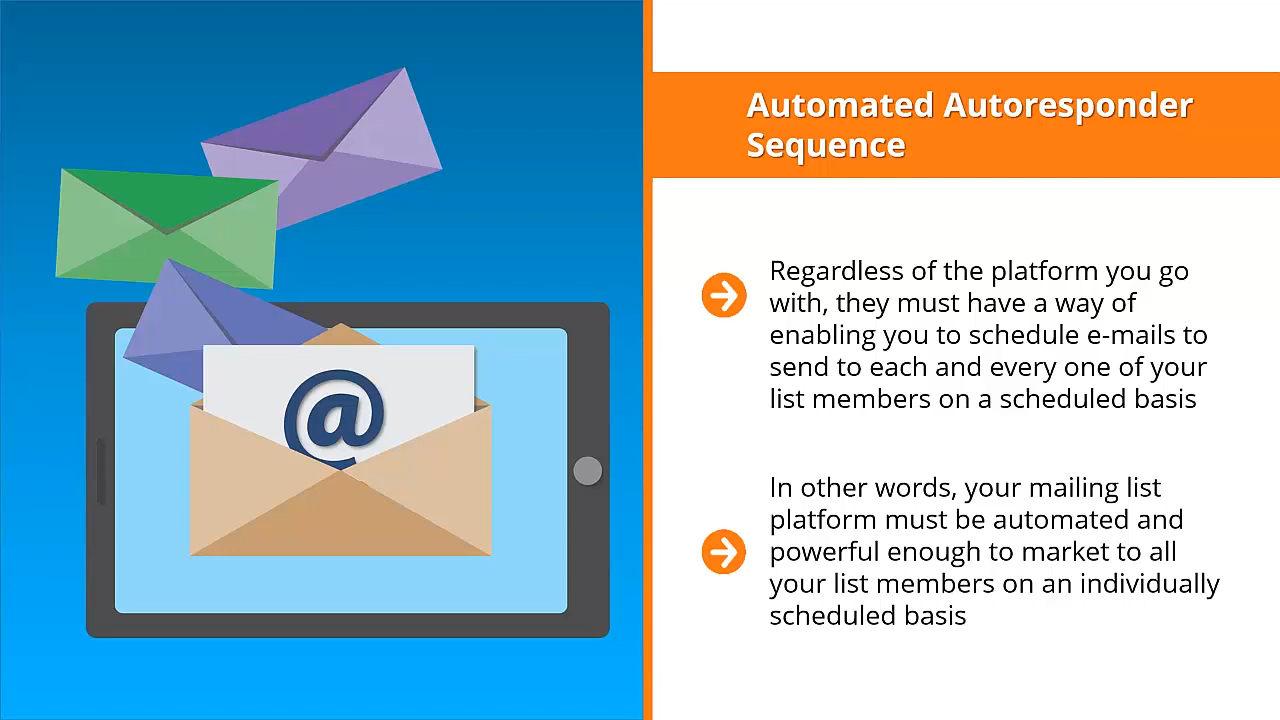 Automated Autoresponder
Sequence
Regardless of the platform you go
with, they must have a way of
enabling you to schedule e-mails to
send to each and every one of your
list members on a scheduled basis
In other words, your mailing list
platform must be automated and
powerful enough to market to all
your list members on an individually
scheduled basis
@